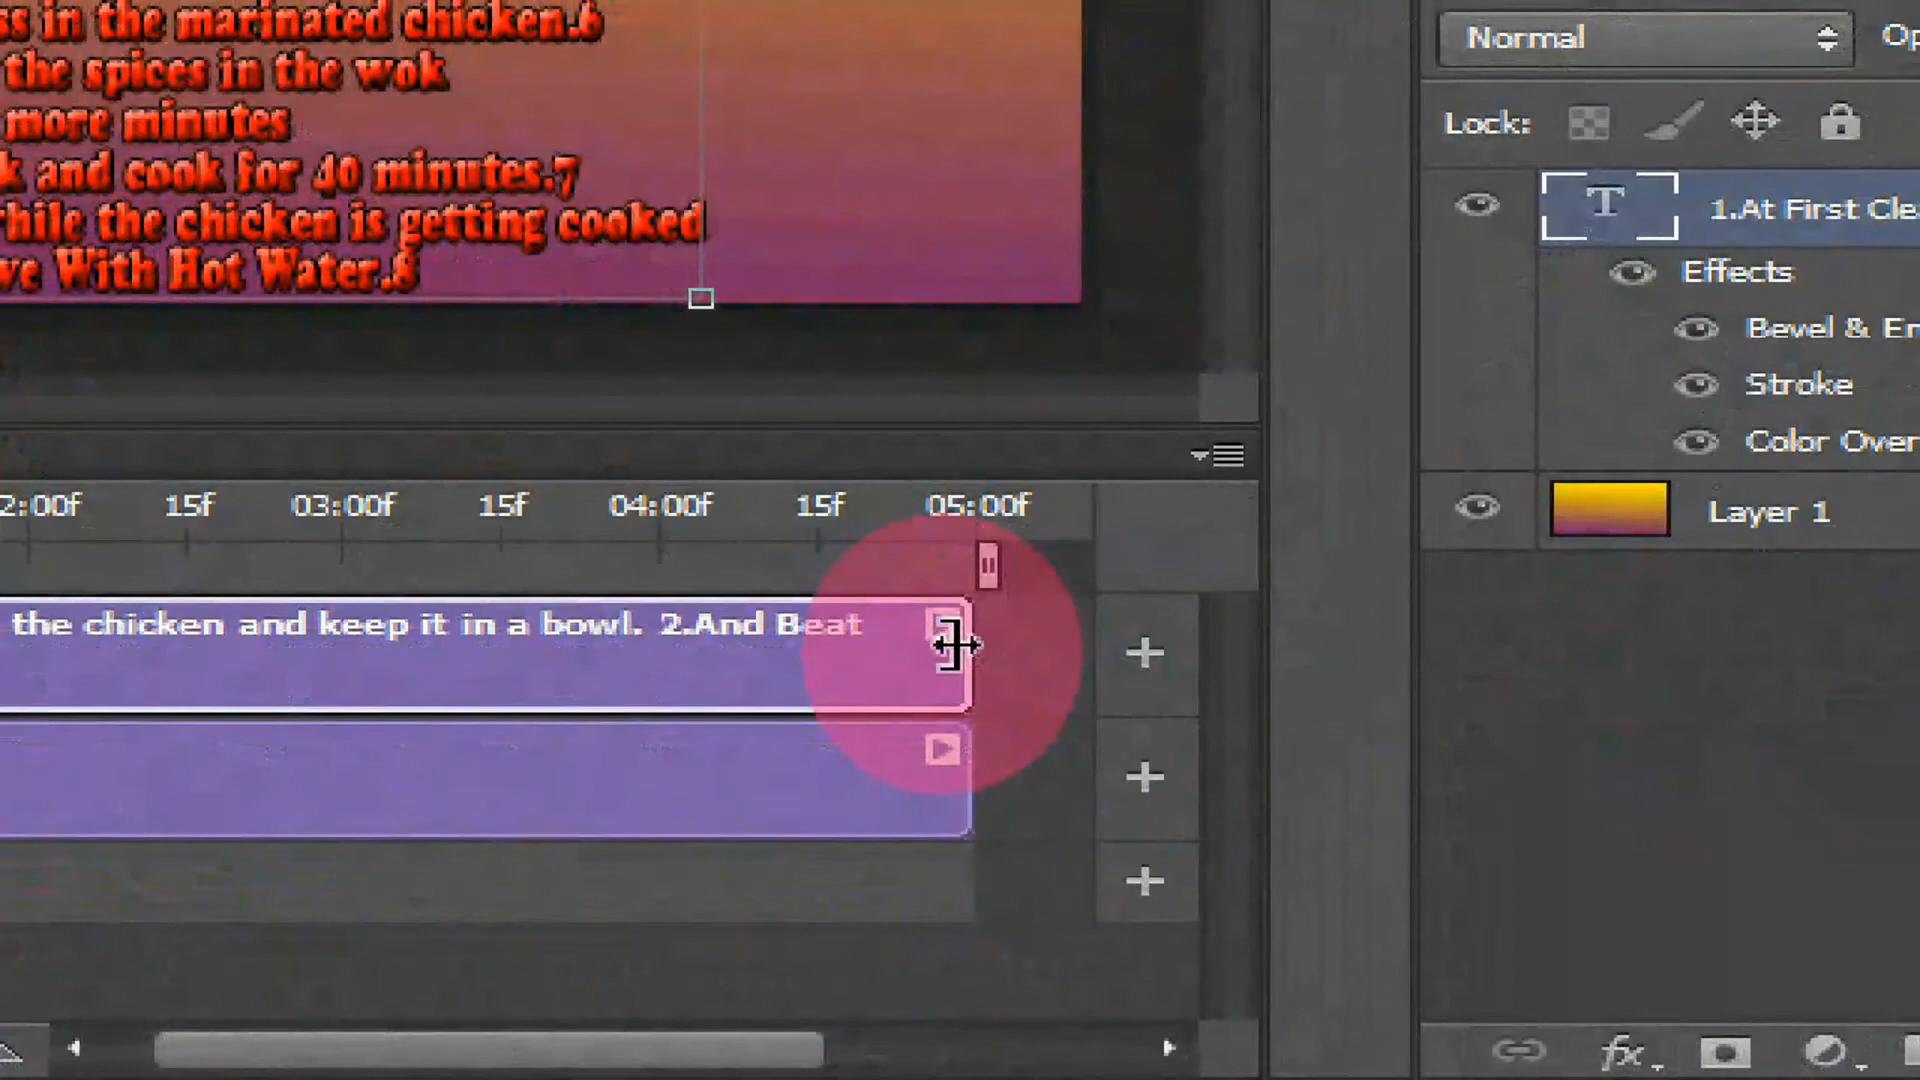 in the marinated chicken.6
the spices in the wok
more minutes
and cook for 40 minutes.7
while the chicken is getting cooked
With Hot Water.8
Normal
Lock:
1.At First Cle
Effects
Bevel & En
Stroke
Color Over
Layer 1
2:00f 15f 03:00f 15f 04:00f 15f 05:00f
the chicken and keep it in a bowl. 2.And Beat
fx